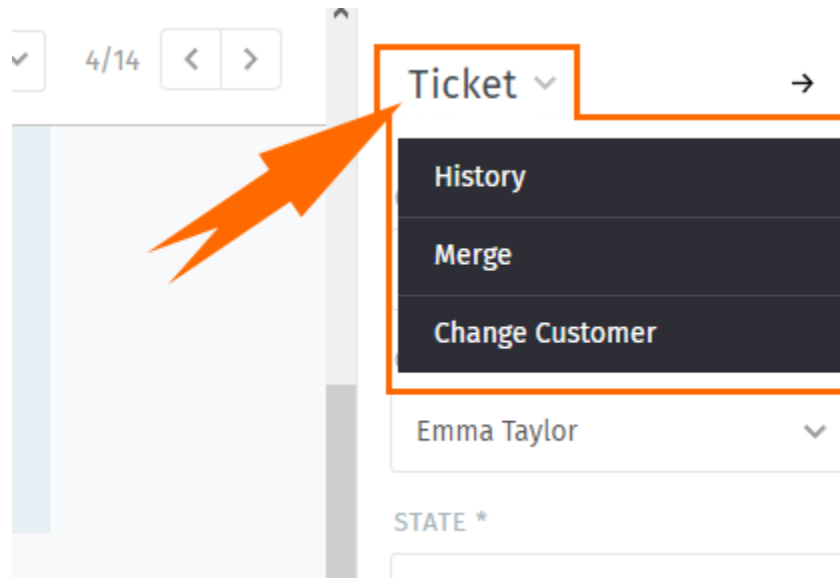 4/14
Ticket
History
Merge
Change Customer
Emma Taylor
STATE *